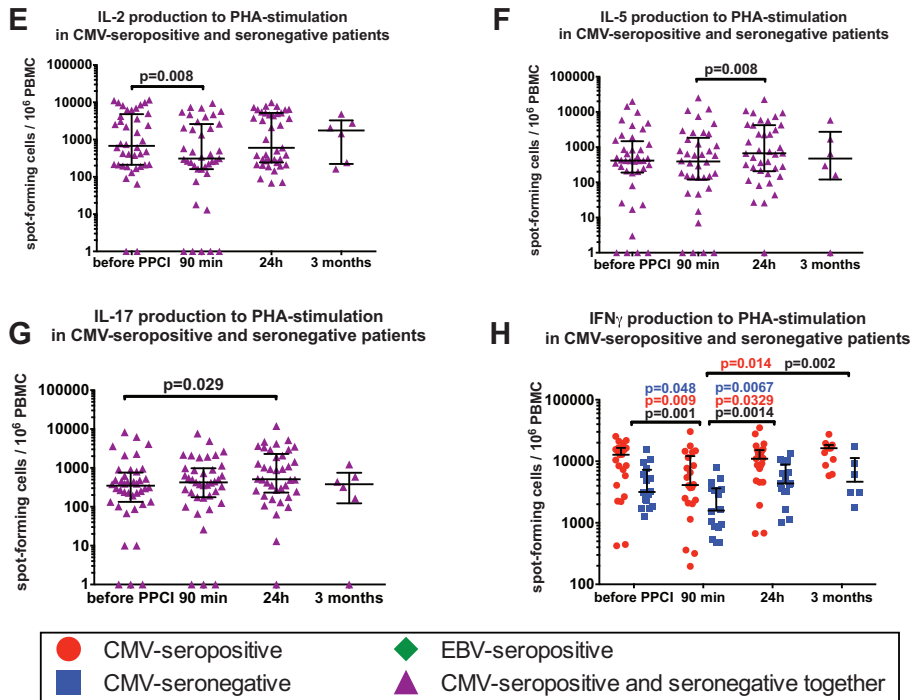 E
IL-2 production to PHA-stimulation
in CMV-seropositive and seronegative patients
spot-forming cells / 10⁶ PBMC
100000
10000
1000
100
10
1
p=0.008
before PPCI 90 min 24h 3 months
F
IL-5 production to PHA-stimulation
in CMV-seropositive and seronegative patients
spot-forming cells / 10⁶ PBMC
100000
10000
1000
100
10
1
p=0.008
before PPCI 90 min 24h 3 months
G
IL-17 production to PHA-stimulation
in CMV-seropositive and seronegative patients
spot-forming cells / 10⁶ PBMC
100000
10000
1000
100
10
1
p=0.029
before PPCI 90 min 24h 3 months
H
IFNγ production to PHA-stimulation
in CMV-seropositive and seronegative patients
spot-forming cells / 10⁶ PBMC
100000
10000
1000
100
p=0.014 p=0.002
p=0.048 p=0.0067
p=0.009 p=0.0329
p=0.001 p=0.0014
before PPCI 90 min 24h 3 months
CMV-seropositive
EBV-seropositive
CMV-seronegative
CMV-seropositive and seronegative together